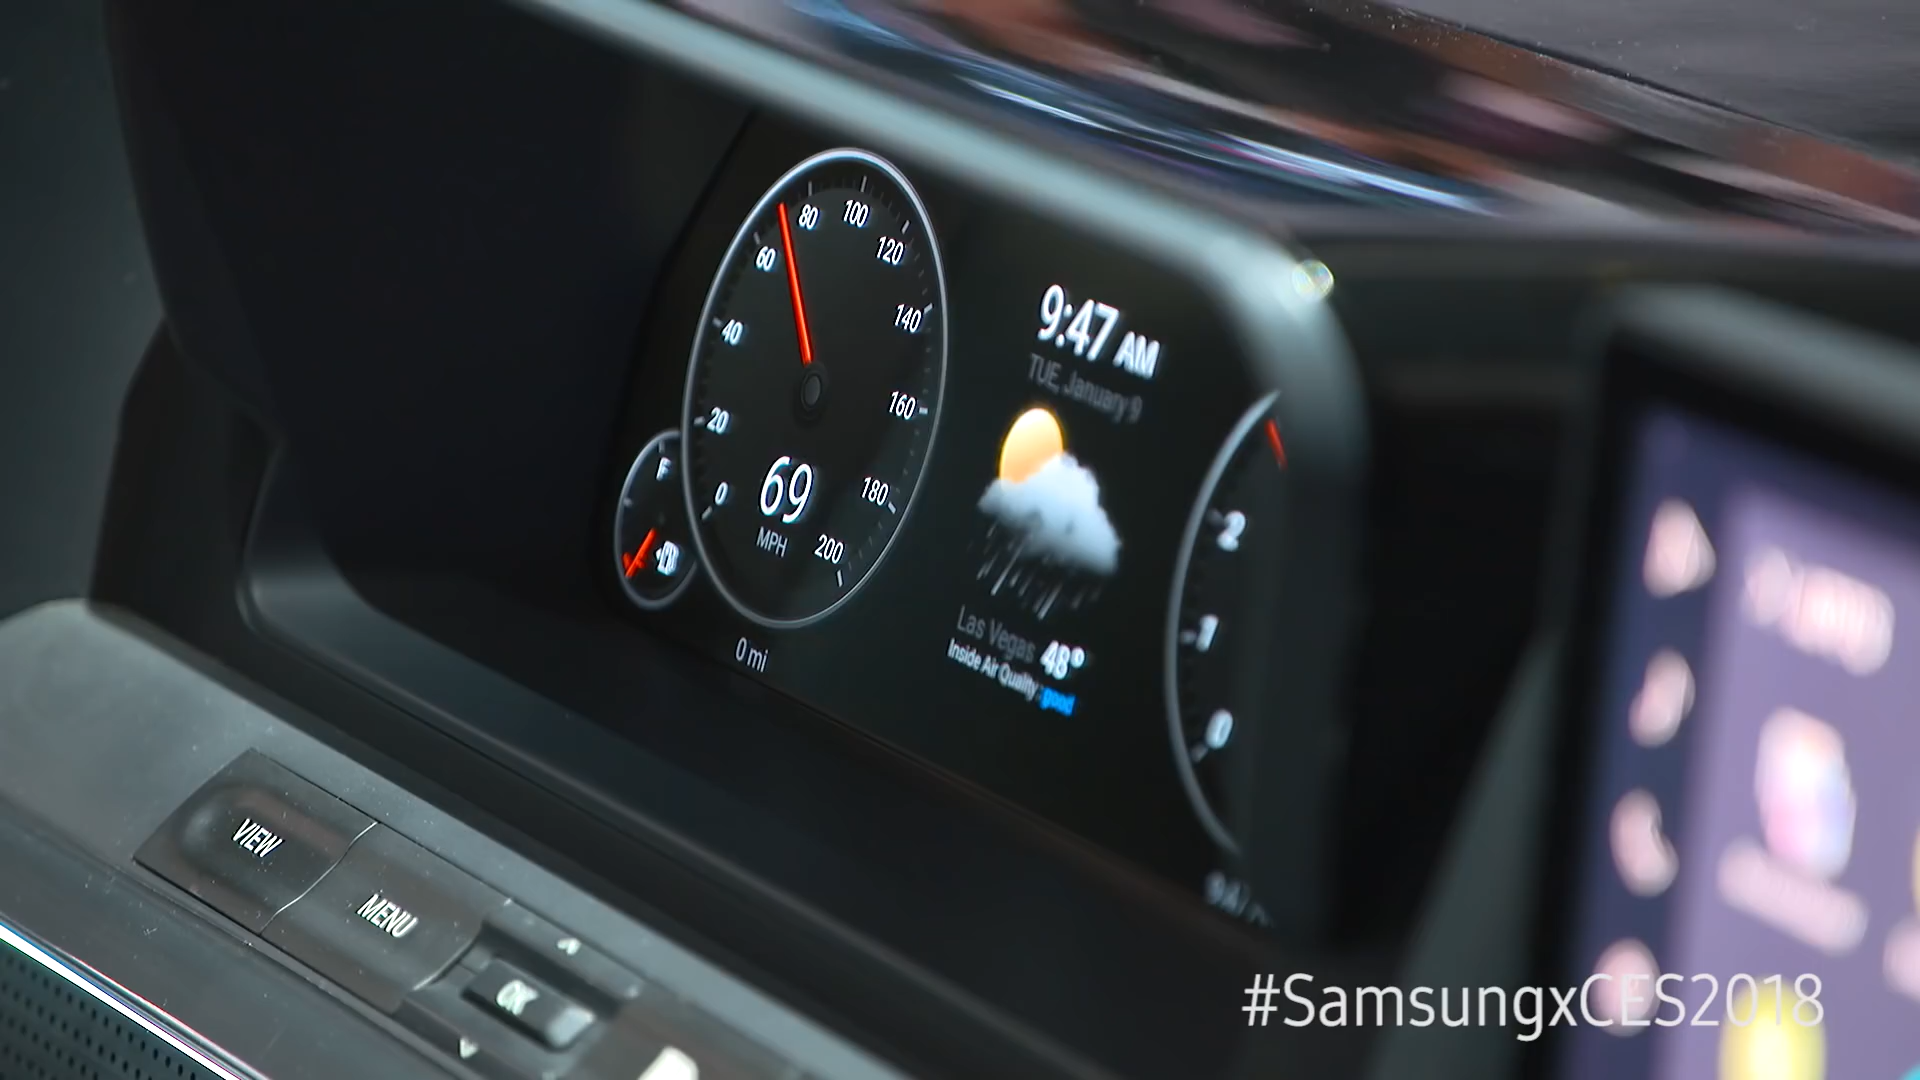 80
100
60
120
140
40
160
20
F
0
180
69
MPH
200
0 mi
9:47 AM
TUE, January 9
Las Vegas 48°
Inside Air Quality:good
2
1
0
VIEW
MENU
OK
#SamsungxCES2018